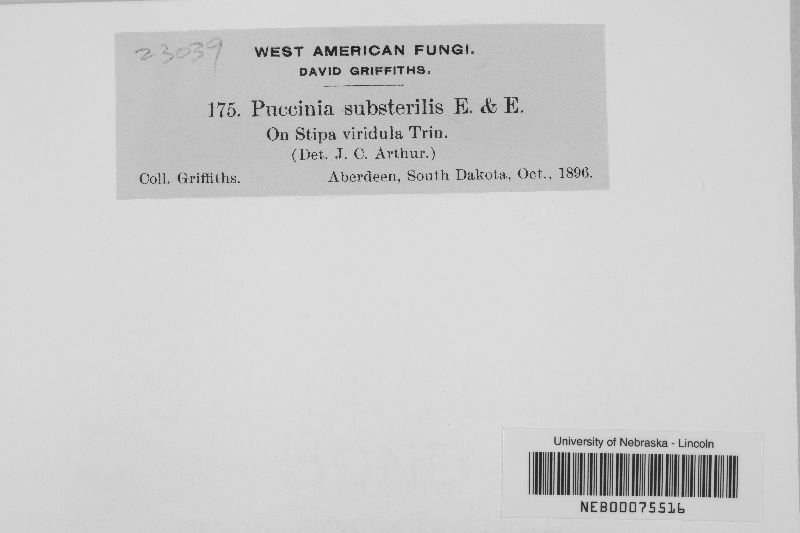 23039
WEST AMERICAN FUNGI.
DAVID GRIFFITHS.
175. Puccinia substerilis E. & E.
On Stipa viridula Trin.
(Det. J. C. Arthur.)
Coll. Griffiths. Aberdeen, South Dakota, Oct., 1896.
University of Nebraska - Lincoln
NEB00075516